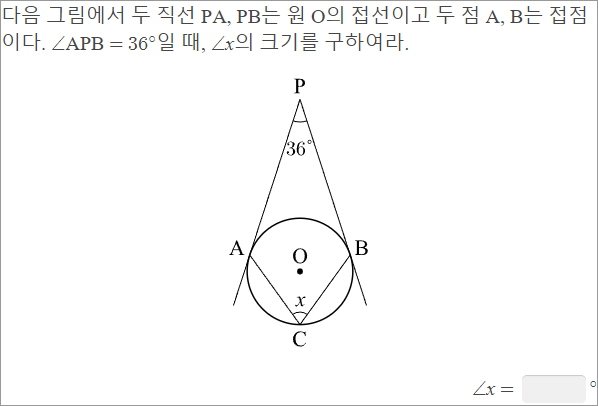 다음 그림에서 두 직선 PA, PB는 원 O의 접선이고 두 점 A, B는 접점
이다. ∠APB = 36°일 때, ∠x의 크기를 구하여라.
P
36°
A
B
O
x
C
∠x = °